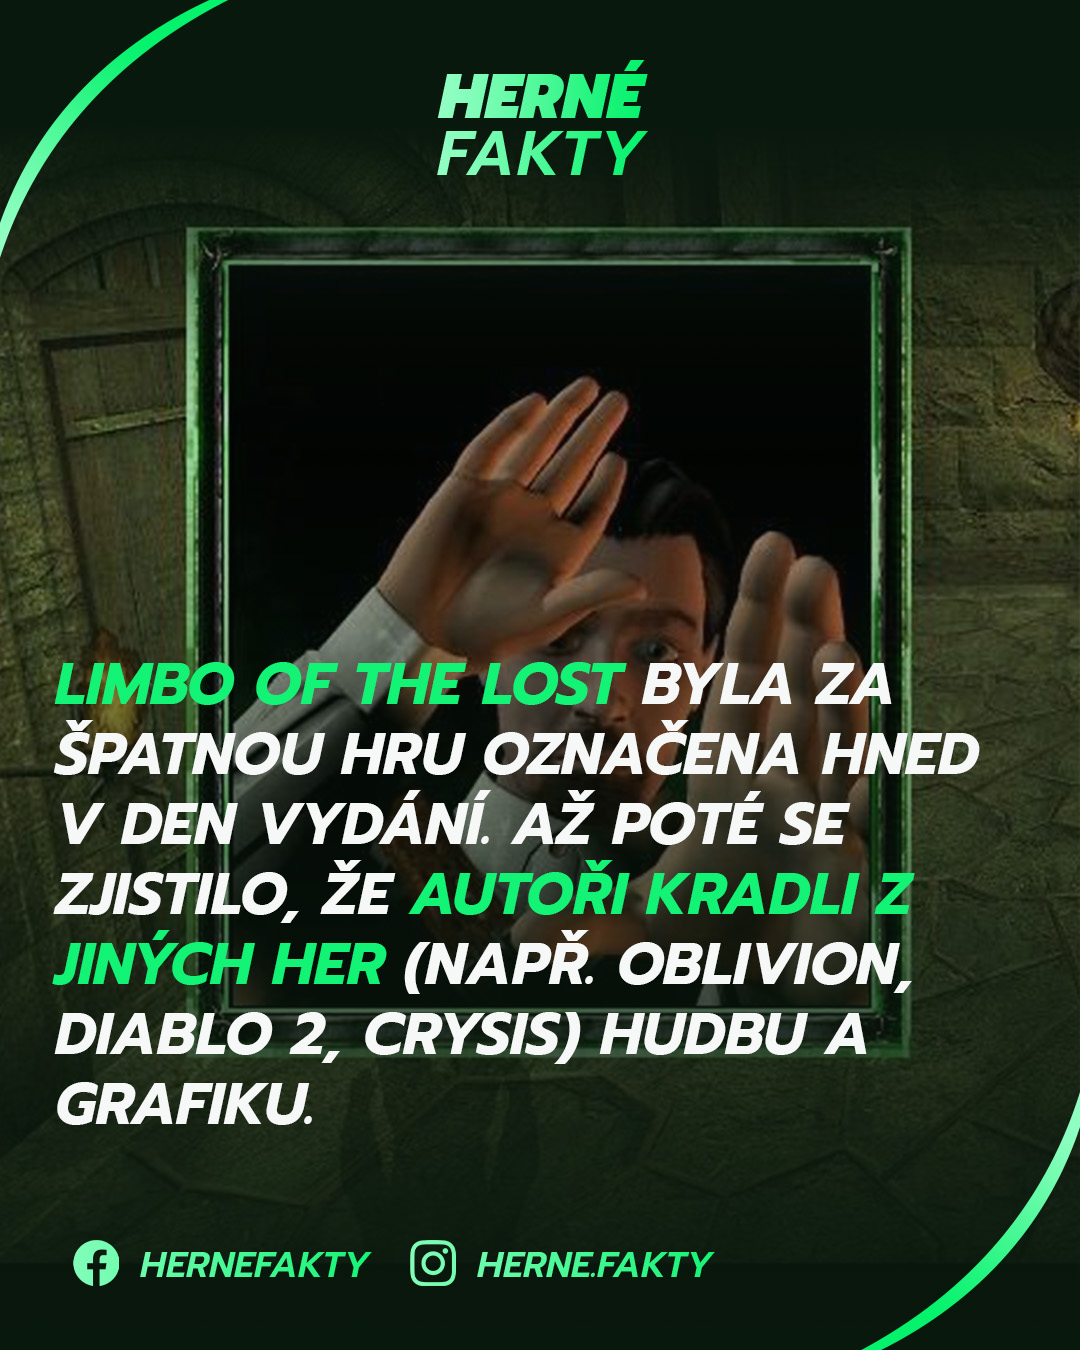 HERNÉ
FAKTY
LIMBO OF THE LOST BYLA ZA
ŠPATNOU HRU OZNAČENA HNED
V DEN VYDÁNÍ. AŽ POTÉ SE
ZJISTILO, ŽE AUTOŘI KRADLI Z
JINÝCH HER (NAPŘ. OBLIVION,
DIABLO 2, CRYSIS) HUDBU A
GRAFIKU.
HERNEFAKTY HERNE.FAKTY